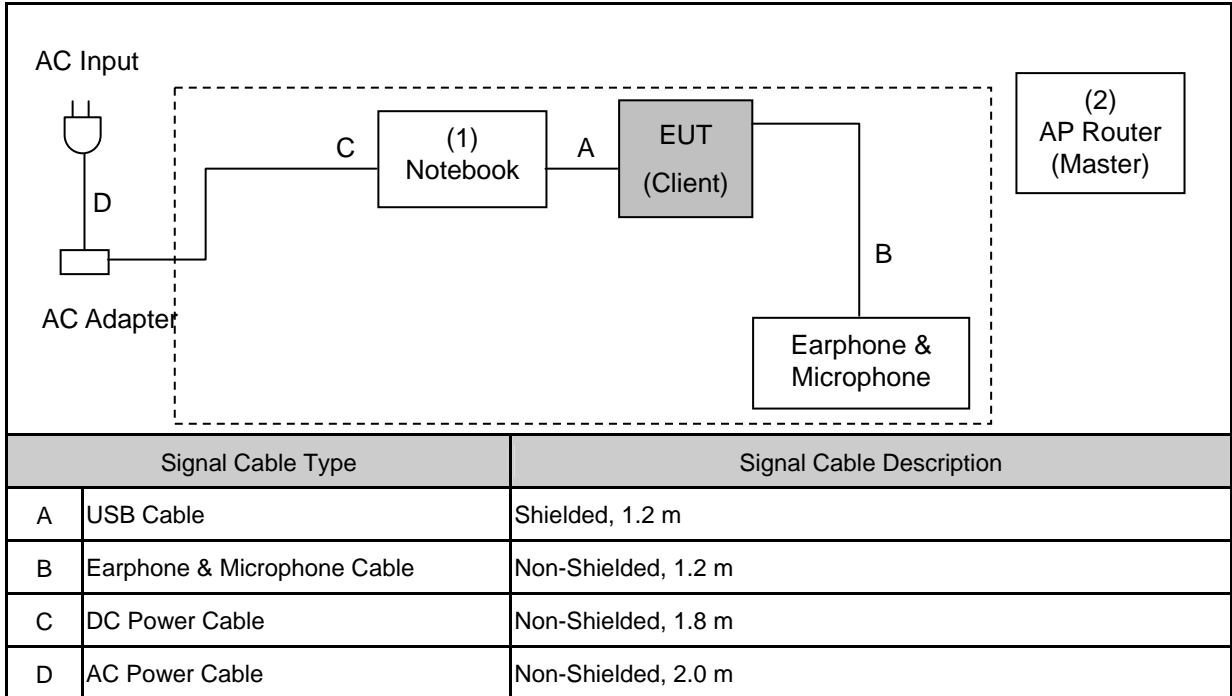 AC Input
D
AC Adapter
C
(1)
Notebook
A
EUT
(Client)
B
Earphone &
Microphone
(2)
AP Router
(Master)
Signal Cable Type Signal Cable Description
A USB Cable Shielded, 1.2 m
B Earphone & Microphone Cable Non-Shielded, 1.2 m
C DC Power Cable Non-Shielded, 1.8 m
D AC Power Cable Non-Shielded, 2.0 m